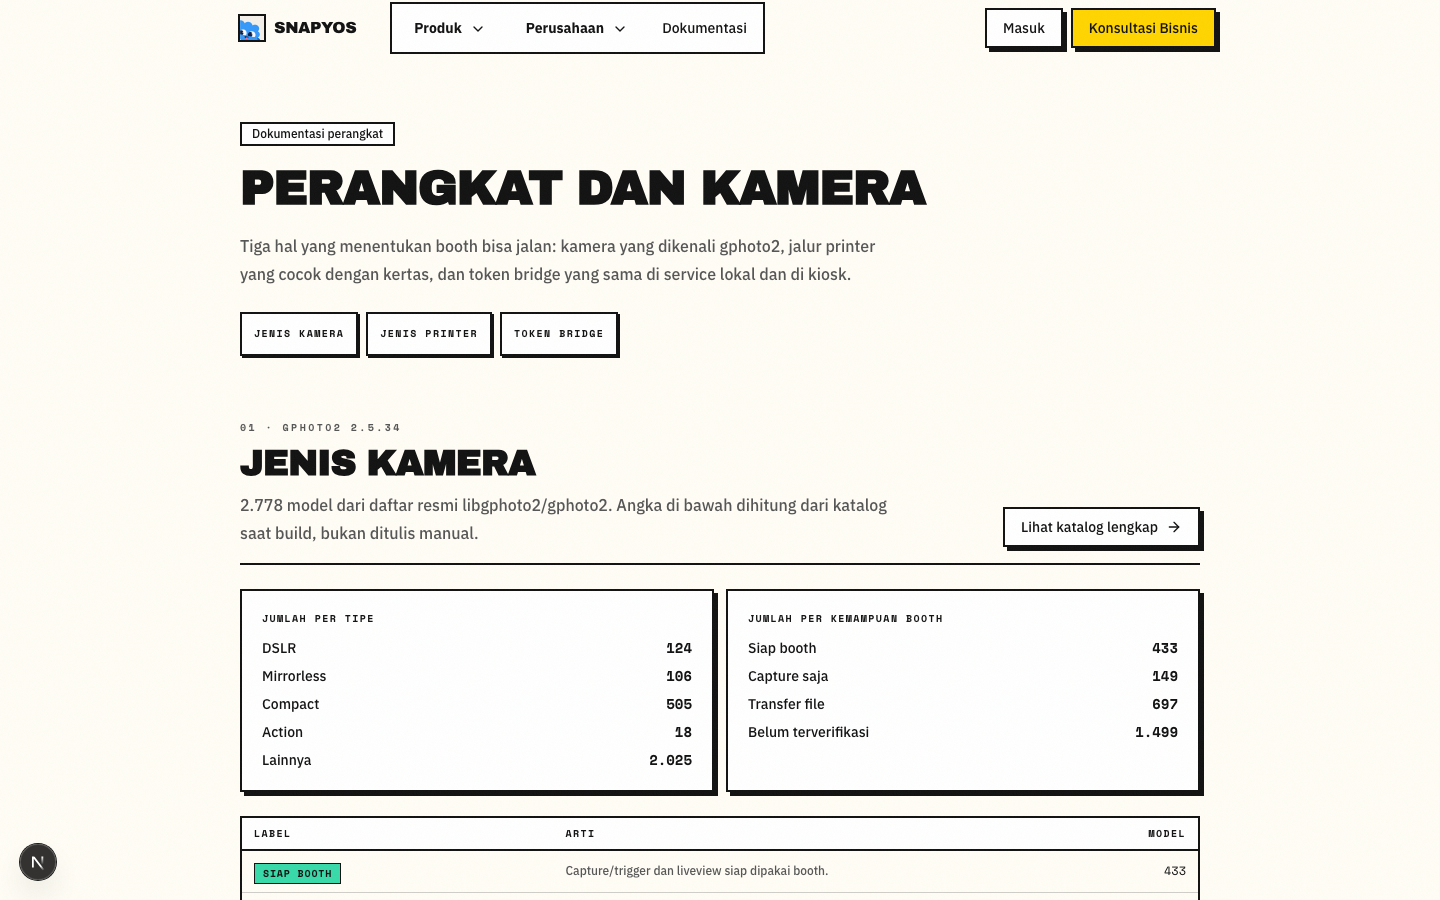 SNAPYOS
Produk
Perusahaan
Dokumentasi
Masuk
Konsultasi Bisnis
Dokumentasi perangkat
PERANGKAT DAN KAMERA
Tiga hal yang menentukan booth bisa jalan: kamera yang dikenali gphoto2, jalur printer
yang cocok dengan kertas, dan token bridge yang sama di service lokal dan di kiosk.
JENIS KAMERA
JENIS PRINTER
TOKEN BRIDGE
01 · GPHOTO2 2.5.34
JENIS KAMERA
2.778 model dari daftar resmi libgphoto2/gphoto2. Angka di bawah dihitung dari katalog
saat build, bukan ditulis manual.
Lihat katalog lengkap →
JUMLAH PER TIPE
DSLR 124
Mirrorless 106
Compact 505
Action 18
Lainnya 2.025
JUMLAH PER KEMAMPUAN BOOTH
Siap booth 433
Capture saja 149
Transfer file 697
Belum terverifikasi 1.499
LABEL ARTI MODEL
SIAP BOOTH Capture/trigger dan liveview siap dipakai booth. 433
N